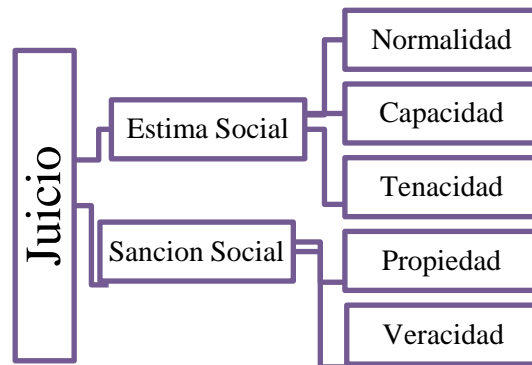 Juicio
Estima Social
Normalidad
Capacidad
Tenacidad
Sancion Social
Propiedad
Veracidad